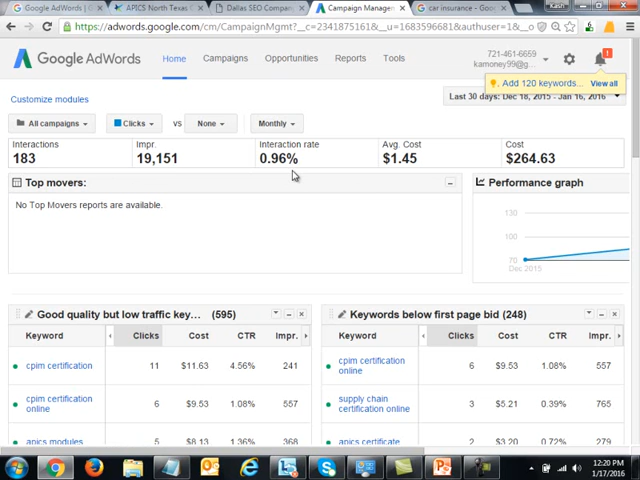 Google AdWords | G
APICS North Texas C
Dallas SEO Compan
Campaign Manage
car insurance - Goog
Kash
https://adwords.google.com/CampaignMgmt?__c=2341875161&__u=1683596681&authuser=1&__o
Google AdWords
Home
Campaigns
Opportunities
Reports
Tools
721-461-6659
kamoney99@g...
1
Add 120 keywords...
View all
Customize modules
Last 30 days: Dec 18, 2015 - Jan 16, 2016
All campaigns
Clicks
vs
None
Monthly
Interactions
Impr.
Interaction rate
Avg. Cost
Cost
183
19,151
0.96%
$1.45
$264.63
Top movers:
Performance graph
No Top Movers reports are available.
130
100
70
Dec 2015
Good quality but low traffic key... (595)
Keyword Clicks Cost CTR Impr.
cpim certification 11 $11.63 4.56% 241
cpim certification
online 6 $9.53 1.08% 557
apics modules 5 $8.13 1.36% 368
Keywords below first page bid (248)
Keyword Clicks Cost CTR Impr.
cpim certification
online 6 $9.53 1.08% 557
supply chain
certification online 3 $5.21 0.39% 765
apics certificate 2 $3.20 0.72% 279
12:20 PM
1/17/2016